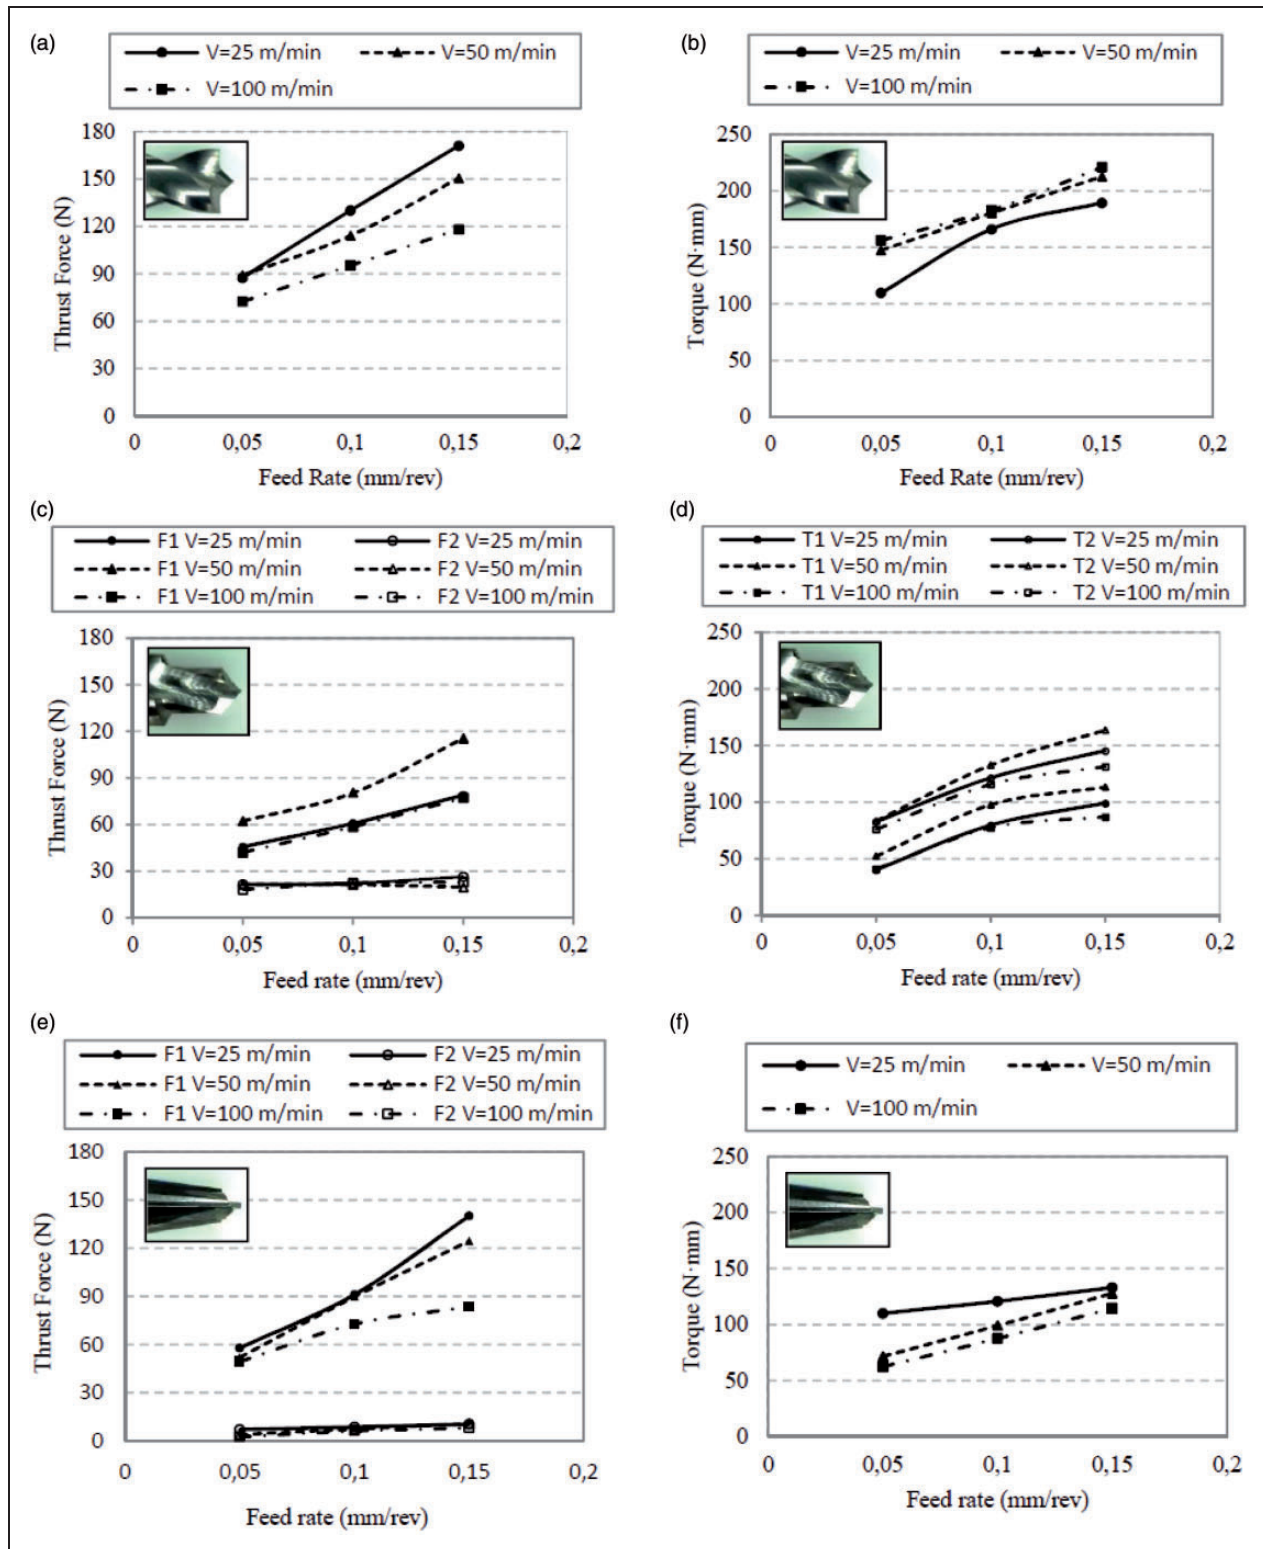 (a)
V=25 m/min V=50 m/min
V=100 m/min
180
150
120
90
60
30
0
Thrust Force (N)
0 0,05 0,1 0,15 0,2
Feed Rate (mm/rev)
(b)
V=25 m/min V=50 m/min
V=100 m/min
250
200
150
100
50
0
Torque (N·mm)
0 0,05 0,1 0,15 0,2
Feed Rate (mm/rev)
(c)
F1 V=25 m/min F2 V=25 m/min
F1 V=50 m/min F2 V=50 m/min
F1 V=100 m/min F2 V=100 m/min
180
150
120
90
60
30
0
Thrust Force (N)
0 0,05 0,1 0,15 0,2
Feed rate (mm/rev)
(d)
T1 V=25 m/min T2 V=25 m/min
T1 V=50 m/min T2 V=50 m/min
T1 V=100 m/min T2 V=100 m/min
250
200
150
100
50
0
Torque (N·mm)
0 0,05 0,1 0,15 0,2
Feed rate (mm/rev)
(e)
F1 V=25 m/min F2 V=25 m/min
F1 V=50 m/min F2 V=50 m/min
F1 V=100 m/min F2 V=100 m/min
180
150
120
90
60
30
0
Thrust Force (N)
0 0,05 0,1 0,15 0,2
Feed rate (mm/rev)
(f)
V=25 m/min V=50 m/min
V=100 m/min
250
200
150
100
50
0
Torque (N·mm)
0 0,05 0,1 0,15 0,2
Feed rate (mm/rev)